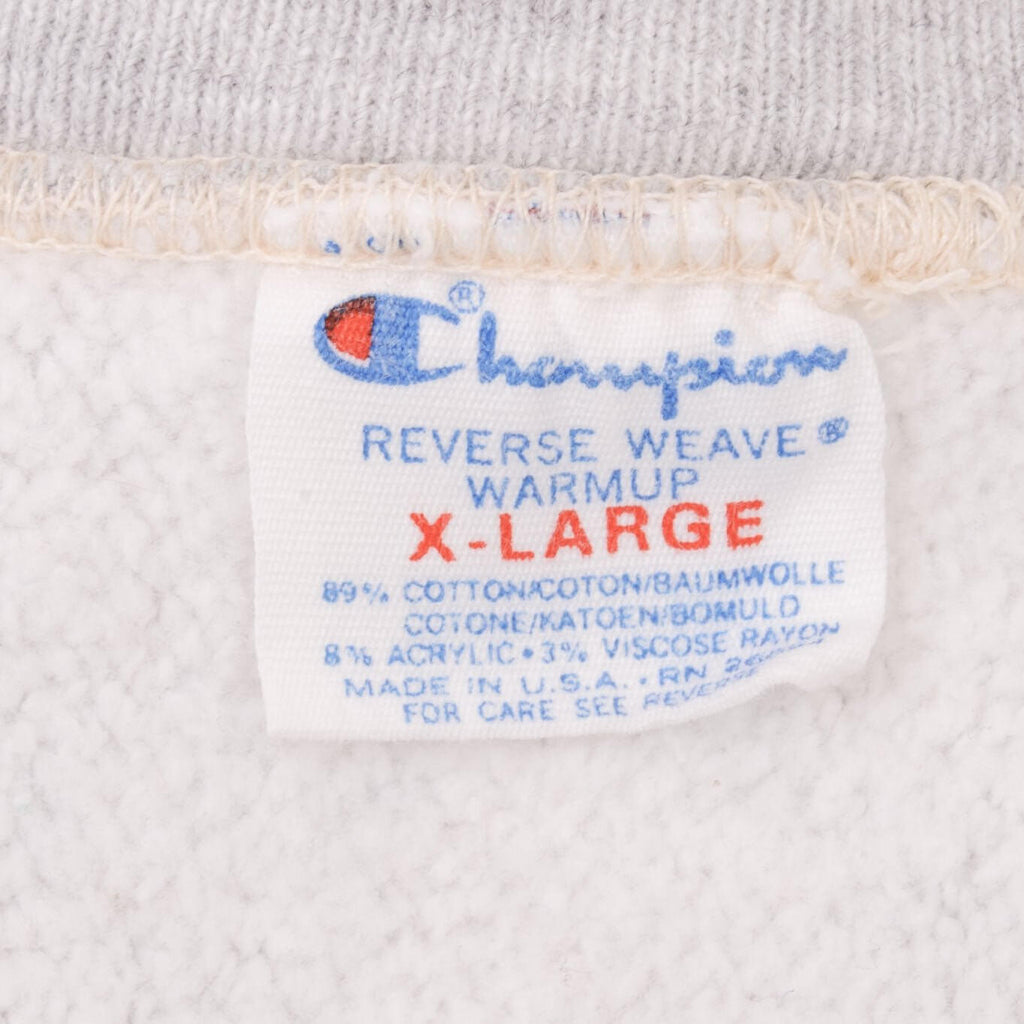 Champion®
REVERSE WEAVE®
WARMUP
X-LARGE
89% COTTON/COTON/BAUMWOLLE
COTONE/KATOEN/BOMULD
8% ACRYLIC • 3% VISCOSE RAYON
MADE IN U.S.A. • RN
FOR CARE SEE REVERSE